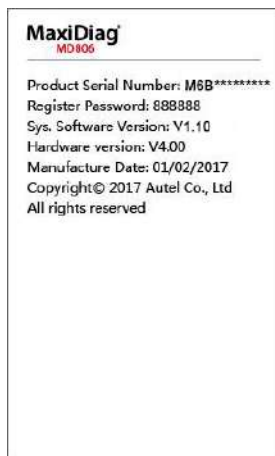 MaxiDiag
MD806
Product Serial Number: M6B*********
Register Password: 888888
Sys. Software Version: V1.10
Hardware version: V4.00
Manufacture Date: 01/02/2017
Copyright© 2017 Autel Co., Ltd
All rights reserved